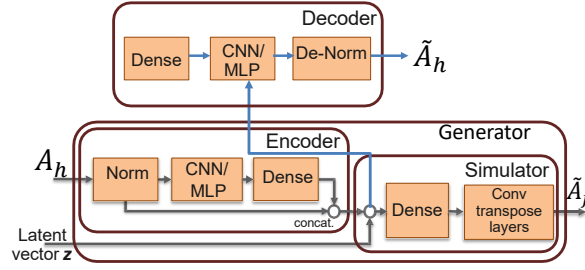 Decoder
Dense
CNN/
MLP
De-Norm
Ã_h
Generator
Encoder
A_h
Norm
CNN/
MLP
Dense
concat.
Simulator
Dense
Conv
transpose
layers
Latent
vector z